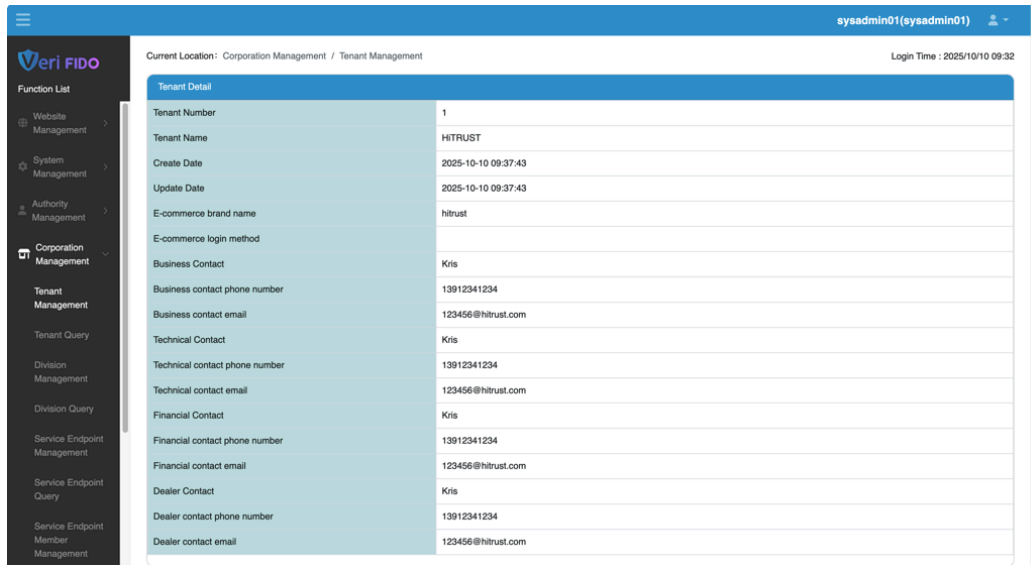 sysadmin01(sysadmin01)
Veri FIDO
Function List
Website
Management
System
Management
Authority
Management
Corporation
Management
Tenant
Management
Tenant Query
Division
Management
Division Query
Service Endpoint
Management
Service Endpoint
Query
Service Endpoint
Member
Management
Current Location: Corporation Management / Tenant Management
Login Time : 2025/10/10 09:32
Tenant Detail
Tenant Number 1
Tenant Name HiTRUST
Create Date 2025-10-10 09:37:43
Update Date 2025-10-10 09:37:43
E-commerce brand name hitrust
E-commerce login method
Business Contact Kris
Business contact phone number 13912341234
Business contact email 123456@hitrust.com
Technical Contact Kris
Technical contact phone number 13912341234
Technical contact email 123456@hitrust.com
Financial Contact Kris
Financial contact phone number 13912341234
Financial contact email 123456@hitrust.com
Dealer Contact Kris
Dealer contact phone number 13912341234
Dealer contact email 123456@hitrust.com